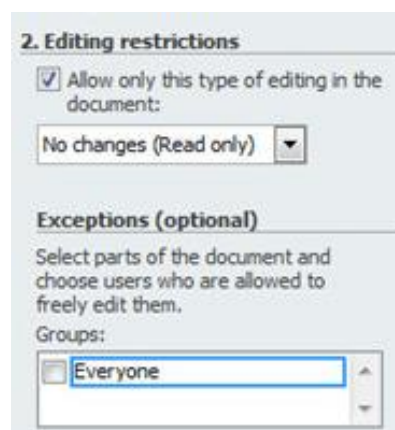 2. Editing restrictions
Allow only this type of editing in the
document:
No changes (Read only)
Exceptions (optional)
Select parts of the document and
choose users who are allowed to
freely edit them.
Groups:
Everyone